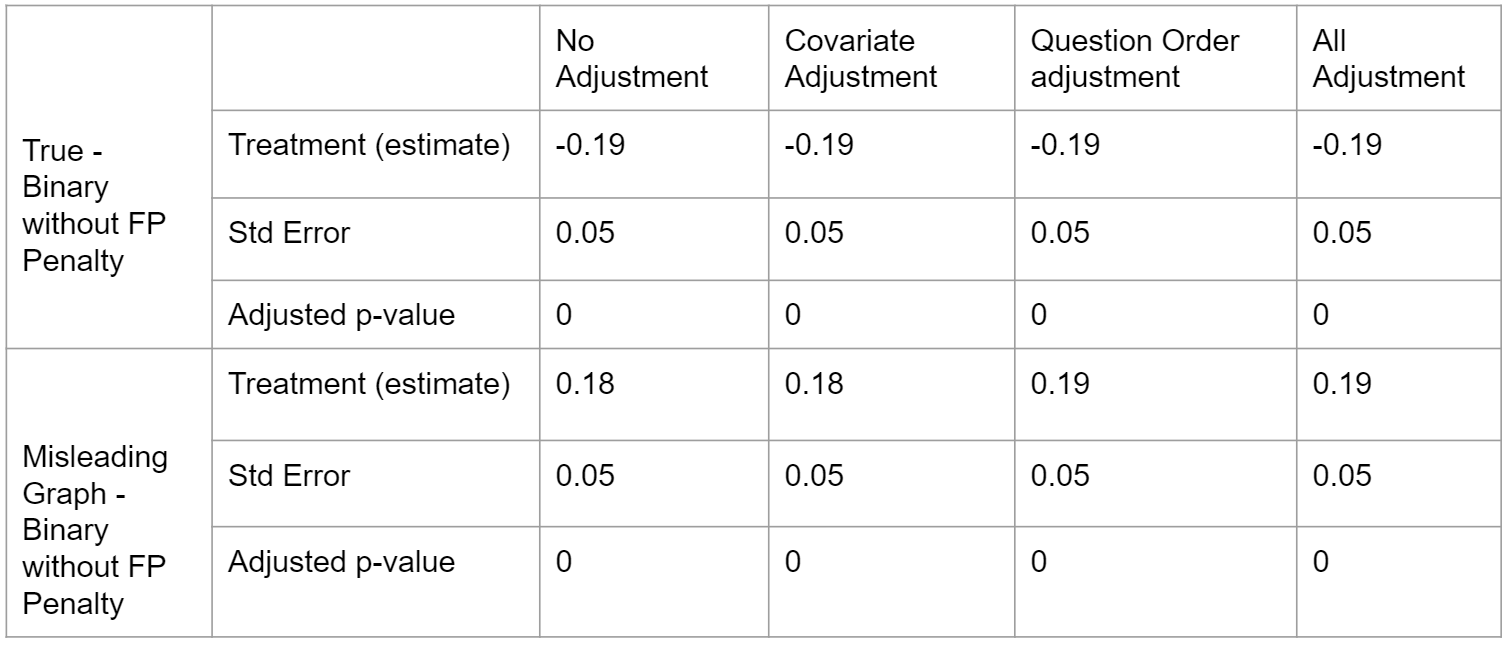 No
Adjustment
Covariate
Adjustment
Question Order
adjustment
All
Adjustment
True -
Binary
without FP
Penalty
Treatment (estimate) -0.19 -0.19 -0.19 -0.19
Std Error 0.05 0.05 0.05 0.05
Adjusted p-value 0 0 0 0
Misleading
Graph -
Binary
without FP
Penalty
Treatment (estimate) 0.18 0.18 0.19 0.19
Std Error 0.05 0.05 0.05 0.05
Adjusted p-value 0 0 0 0